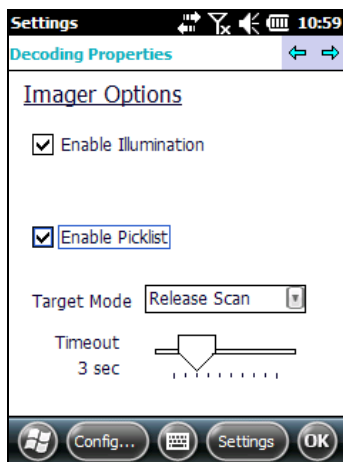 Settings 10:59
Decoding Properties
Imager Options
Enable Illumination
Enable Picklist
Target Mode Release Scan
Timeout
3 sec
Config... Settings OK